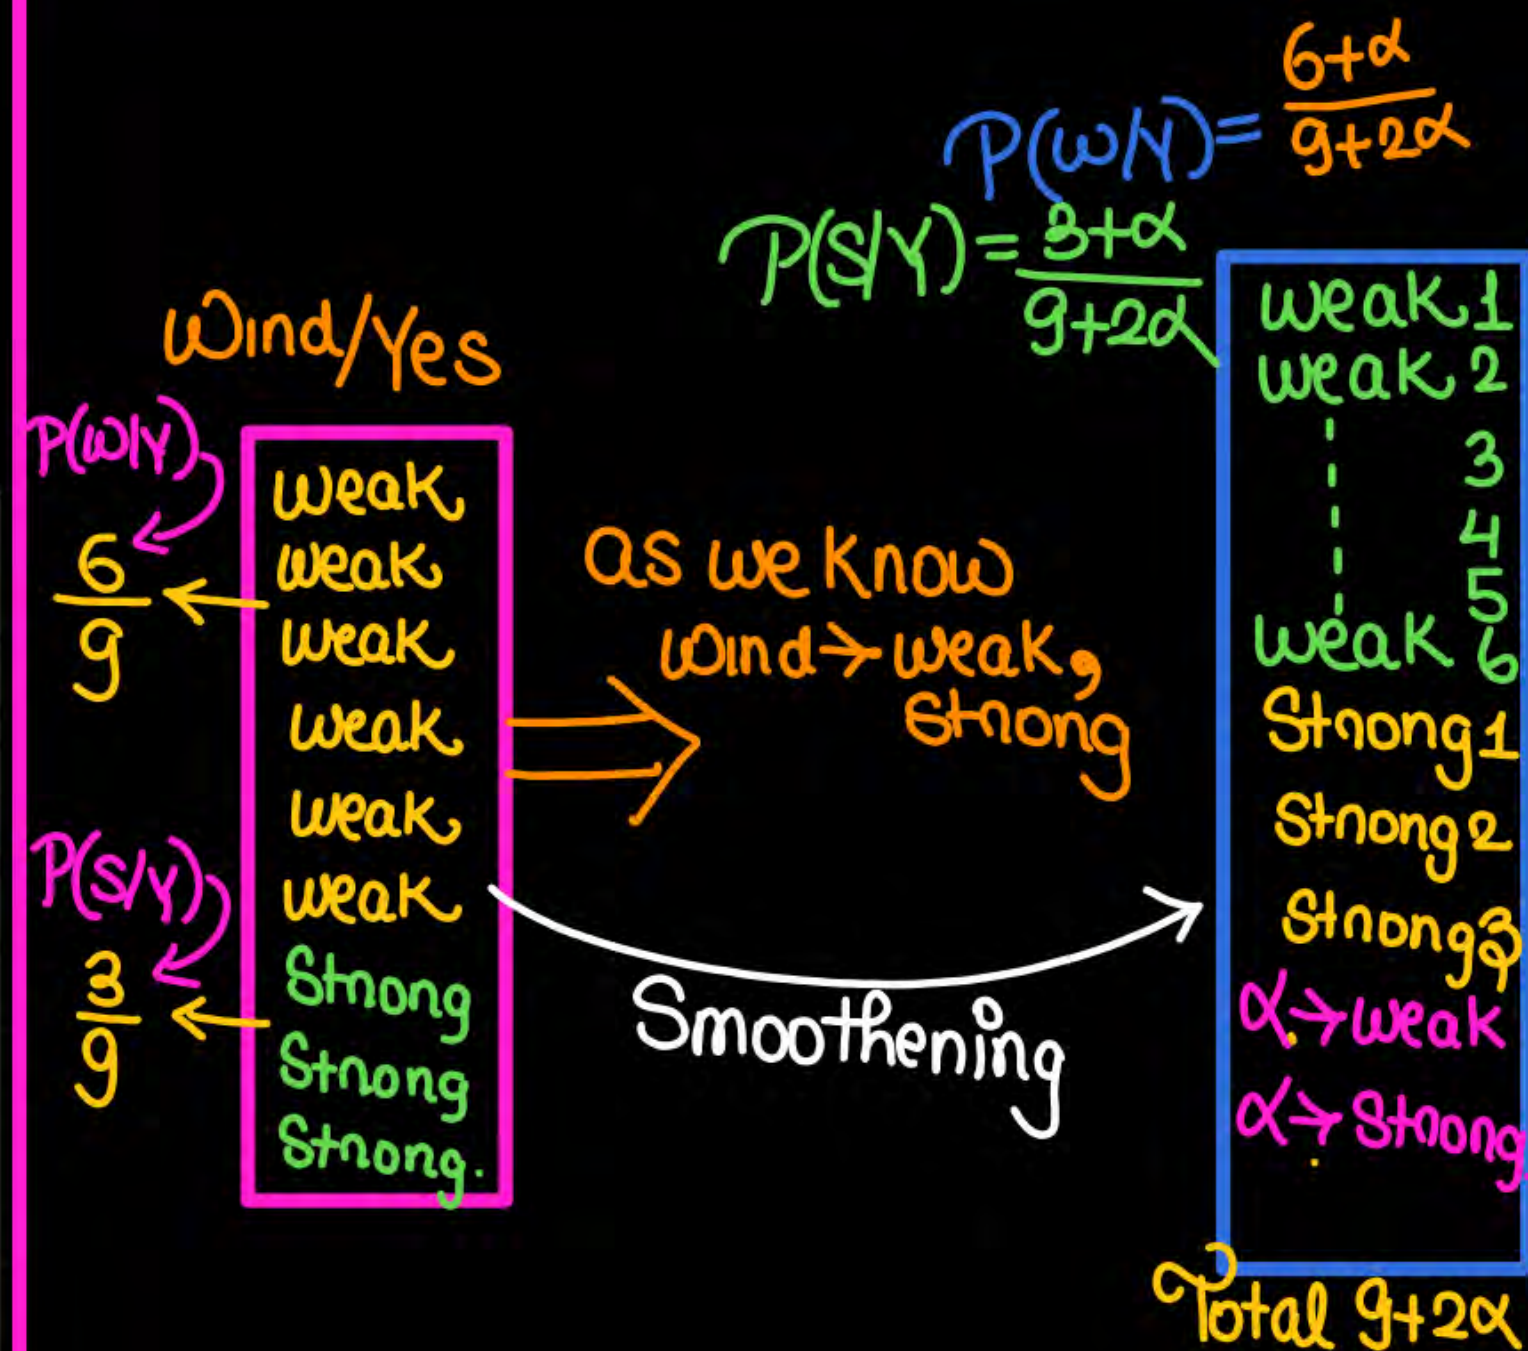 P(W/Y) = 6+α / 9+2α
P(S/Y) = 3+α / 9+2α
Wind/Yes
P(W/Y)
6/9
weak
weak
weak
weak
weak
weak
Strong
Strong
Strong.
P(S/Y)
3/9
as we know
wind → weak,
Strong
Smoothening
weak 1
weak 2
3
4
5
weak 6
Strong 1
Strong 2
Strong 3
α → weak
α → Strong
Total 9+2α